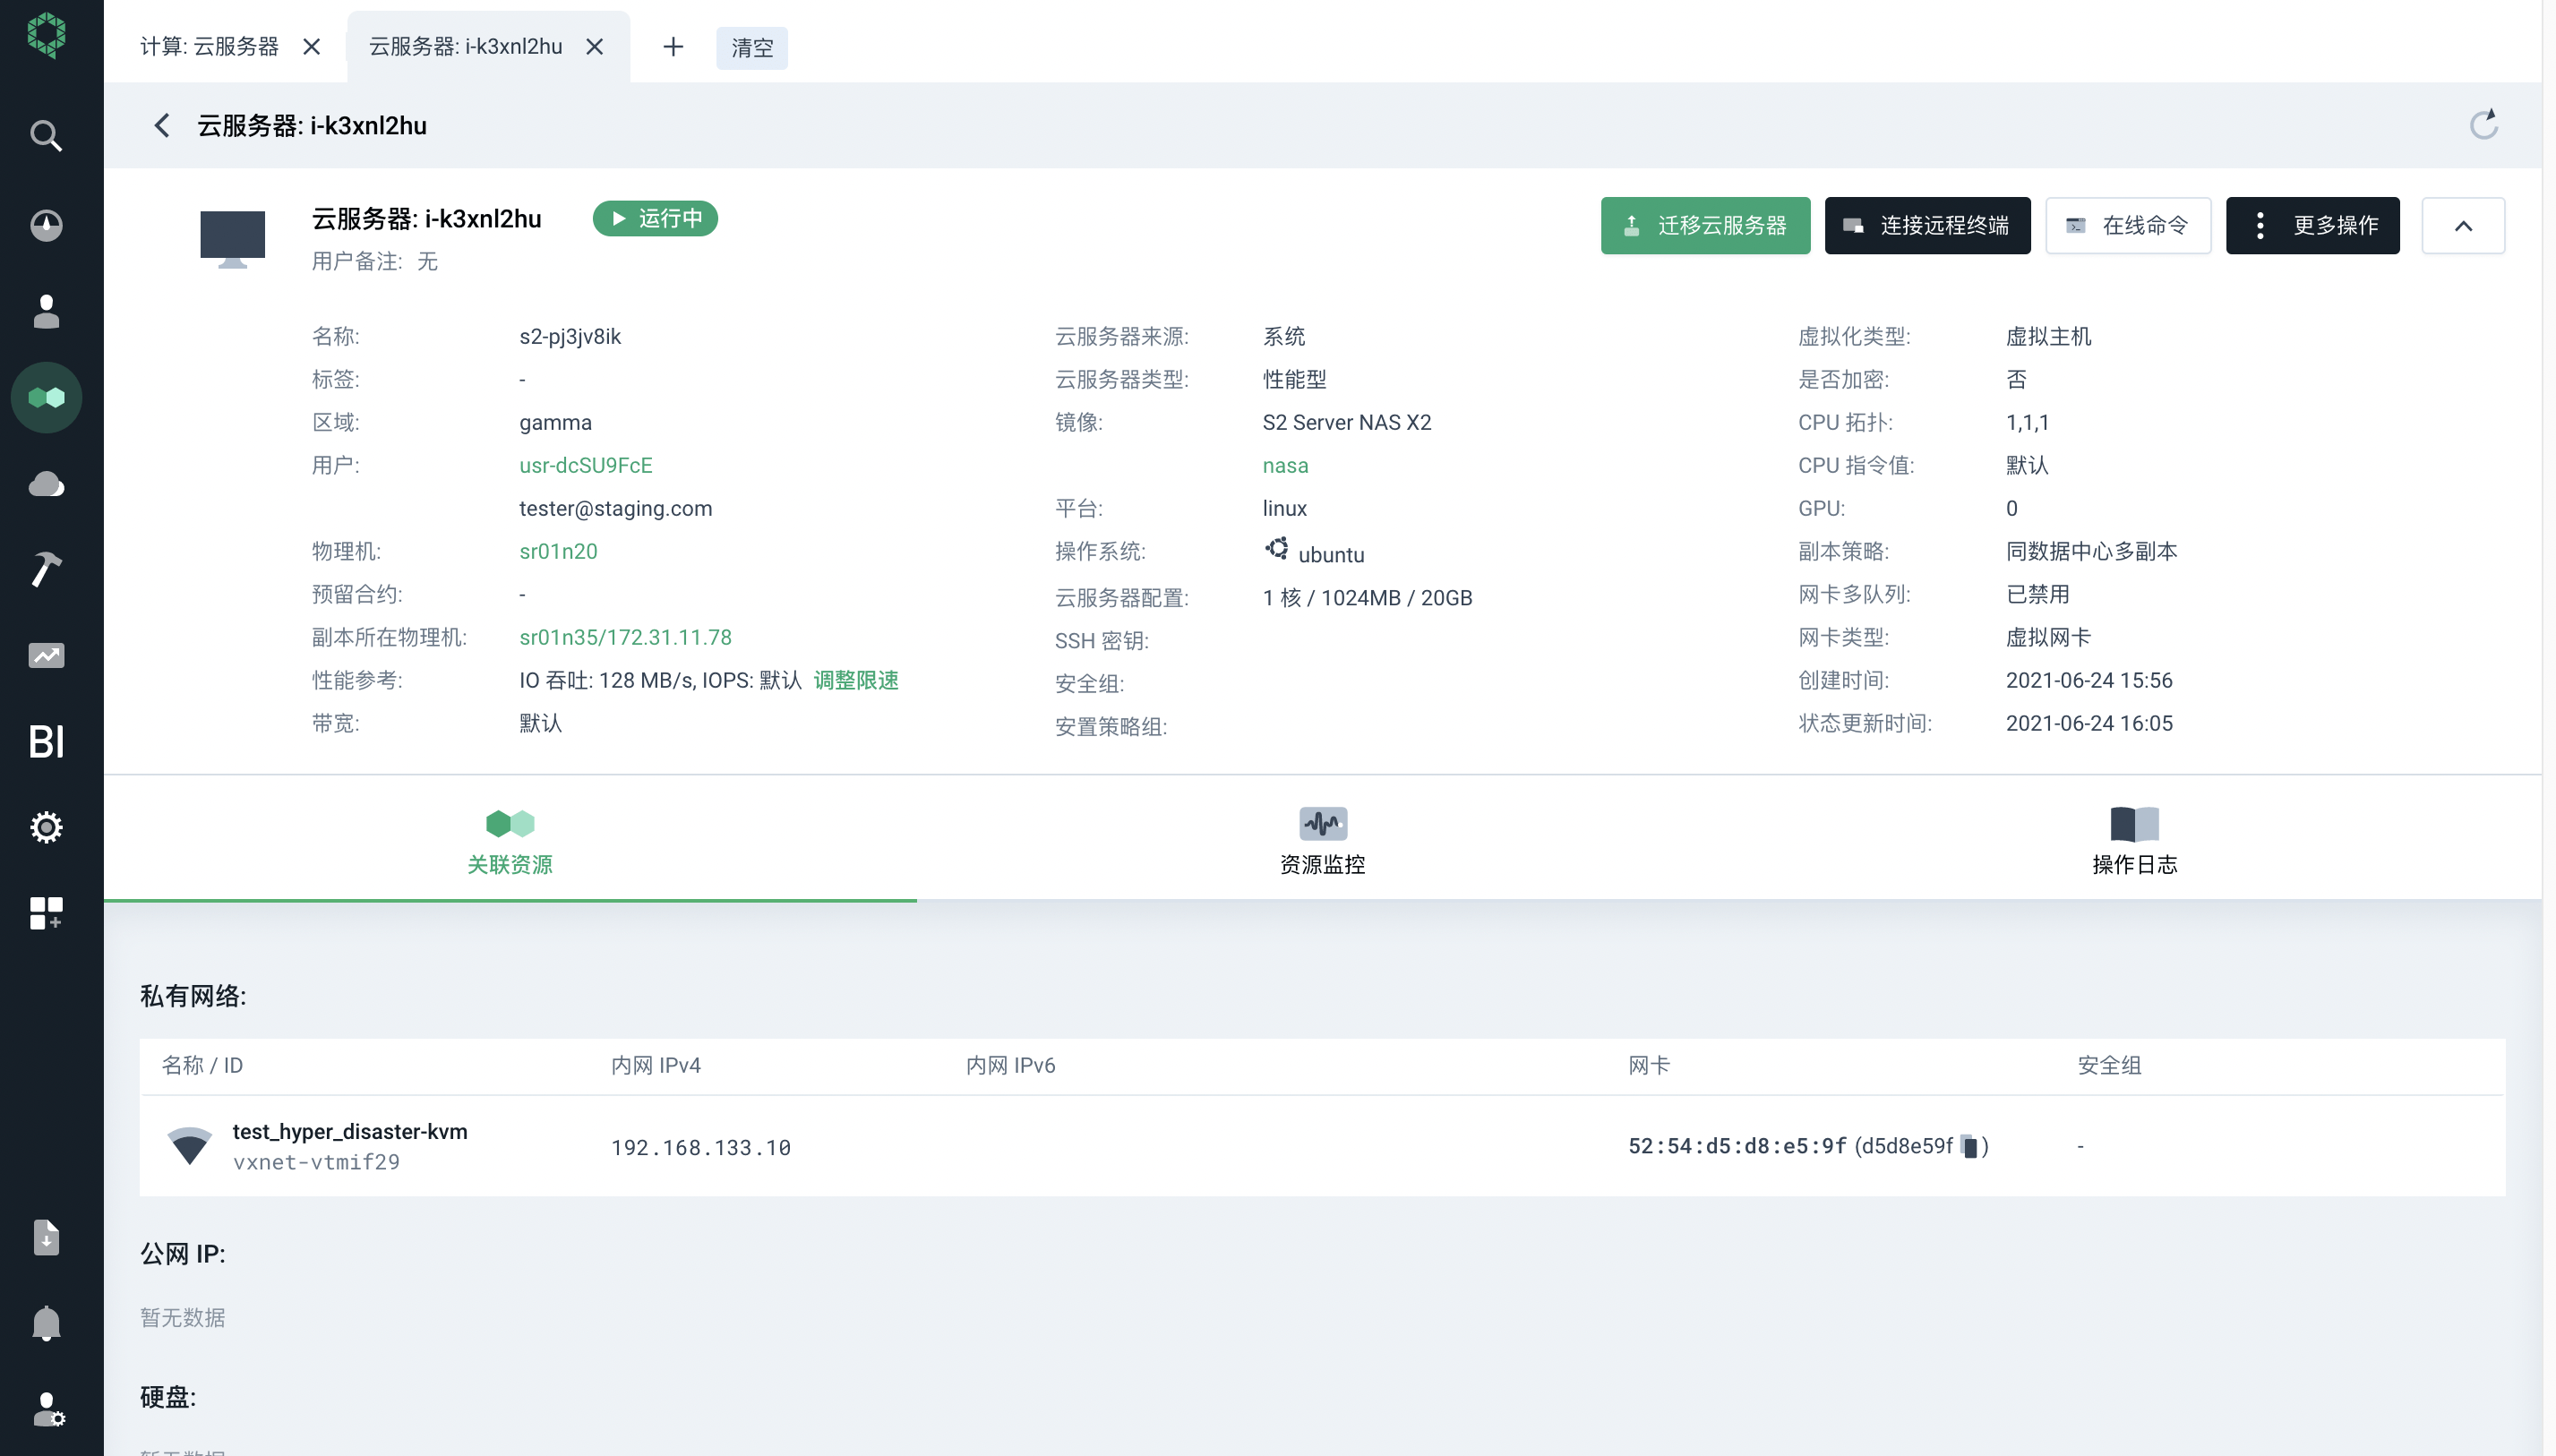 计算: 云服务器
云服务器: i-k3xnl2hu
清空
云服务器: i-k3xnl2hu
云服务器: i-k3xnl2hu
运行中
用户备注: 无
迁移云服务器
连接远程终端
在线命令
更多操作
名称: s2-pj3jv8ik
标签: -
区域: gamma
用户: usr-dcSU9FcE
tester@staging.com
物理机: sr01n20
预留合约: -
副本所在物理机: sr01n35/172.31.11.78
性能参考: IO 吞吐: 128 MB/s, IOPS: 默认 调整限速
带宽: 默认
云服务器来源: 系统
云服务器类型: 性能型
镜像: S2 Server NAS X2
nasa
平台: linux
操作系统: ubuntu
云服务器配置: 1 核 / 1024MB / 20GB
SSH 密钥:
安全组:
安置策略组:
虚拟化类型: 虚拟主机
是否加密: 否
CPU 拓扑: 1,1,1
CPU 指令值: 默认
GPU: 0
副本策略: 同数据中心多副本
网卡多队列: 已禁用
网卡类型: 虚拟网卡
创建时间: 2021-06-24 15:56
状态更新时间: 2021-06-24 16:05
BI
关联资源
资源监控
操作日志
私有网络:
名称 / ID 内网 IPv4 内网 IPv6 网卡 安全组
test_hyper_disaster-kvm
vxnet-vtmif29
192.168.133.10
52:54:d5:d8:e5:9f (d5d8e59f )
-
公网 IP:
暂无数据
硬盘: